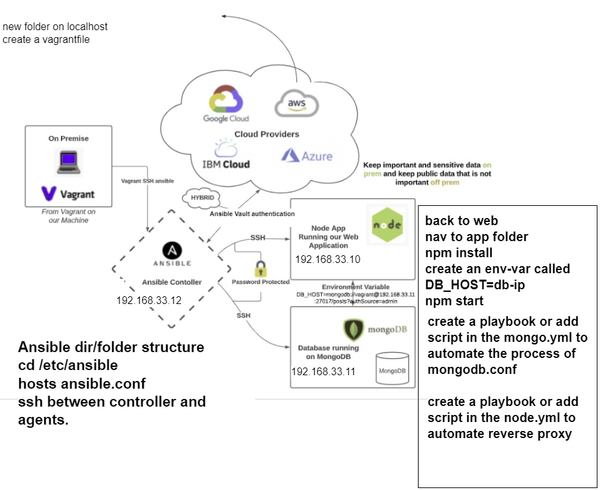 new folder on localhost
create a vagrantfile
Google Cloud
aws
Cloud Providers
IBM Cloud
Azure
On Premise
Vagrant
From Vagrant on
our Machine
Vagrant SSH ansible
Keep important and sensitive data on
prem and keep public data that is not
important off prem
HYBRID
Ansible Vault authentication
ANSIBLE
Ansible Contoller
192.168.33.12
SSH
Password Protected
SSH
Node App
Running our Web
Application
192.168.33.10
node
Environment Variable
DB_HOST=mongodb://vagrant@192.168.33.11
:27017/posts?authSource=admin
mongoDB
Database running
on MongoDB
192.168.33.11
MongoDB
back to web
nav to app folder
npm install
create an env-var called
DB_HOST=db-ip
npm start
create a playbook or add
script in the mongo.yml to
automate the process of
mongodb.conf
create a playbook or add
script in the node.yml to
automate reverse proxy
Ansible dir/folder structure
cd /etc/ansible
hosts ansible.conf
ssh between controller and
agents.